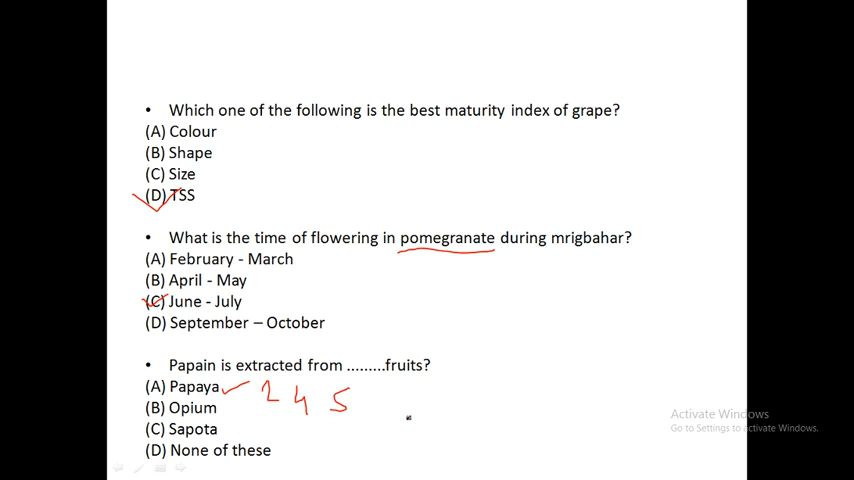 • Which one of the following is the best maturity index of grape?
(A) Colour
(B) Shape
(C) Size
(D) TSS
• What is the time of flowering in pomegranate during mrigbahar?
(A) February - March
(B) April - May
(C) June - July
(D) September – October
• Papain is extracted from .........fruits?
(A) Papaya 2 4 5
(B) Opium
(C) Sapota
(D) None of these
Activate Windows
Go to Settings to activate Windows.